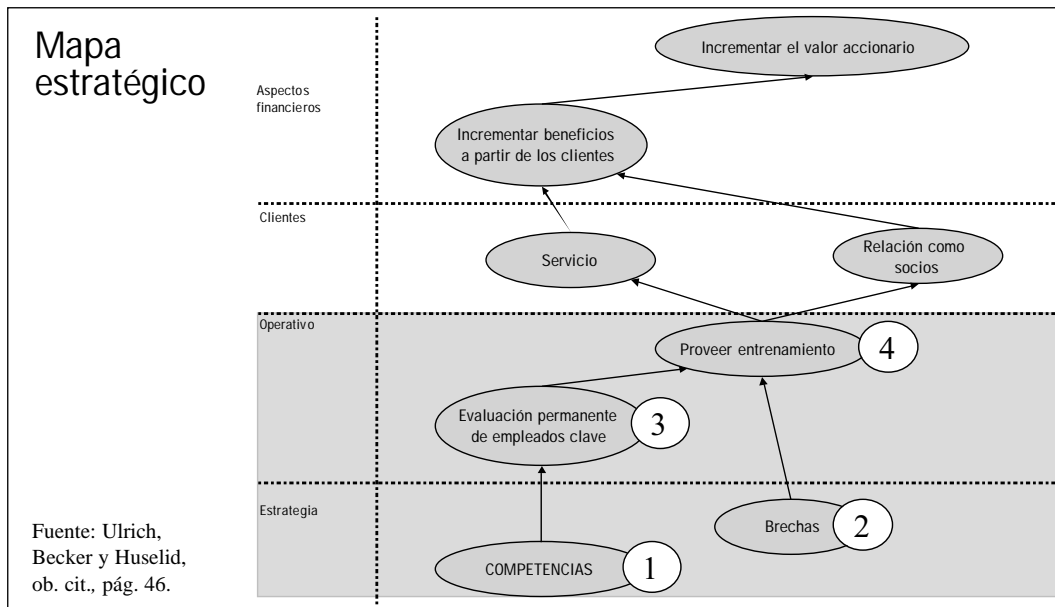 Mapa
estratégico
Incrementar el valor accionario
Aspectos
financieros
Incrementar beneficios
a partir de los clientes
Clientes
Servicio
Relación como
socios
Operativo
Proveer entrenamiento
4
Evaluación permanente
de empleados clave
3
Estrategia
Brechas
2
COMPETENCIAS
1
Fuente: Ulrich,
Becker y Huselid,
ob. cit., pág. 46.